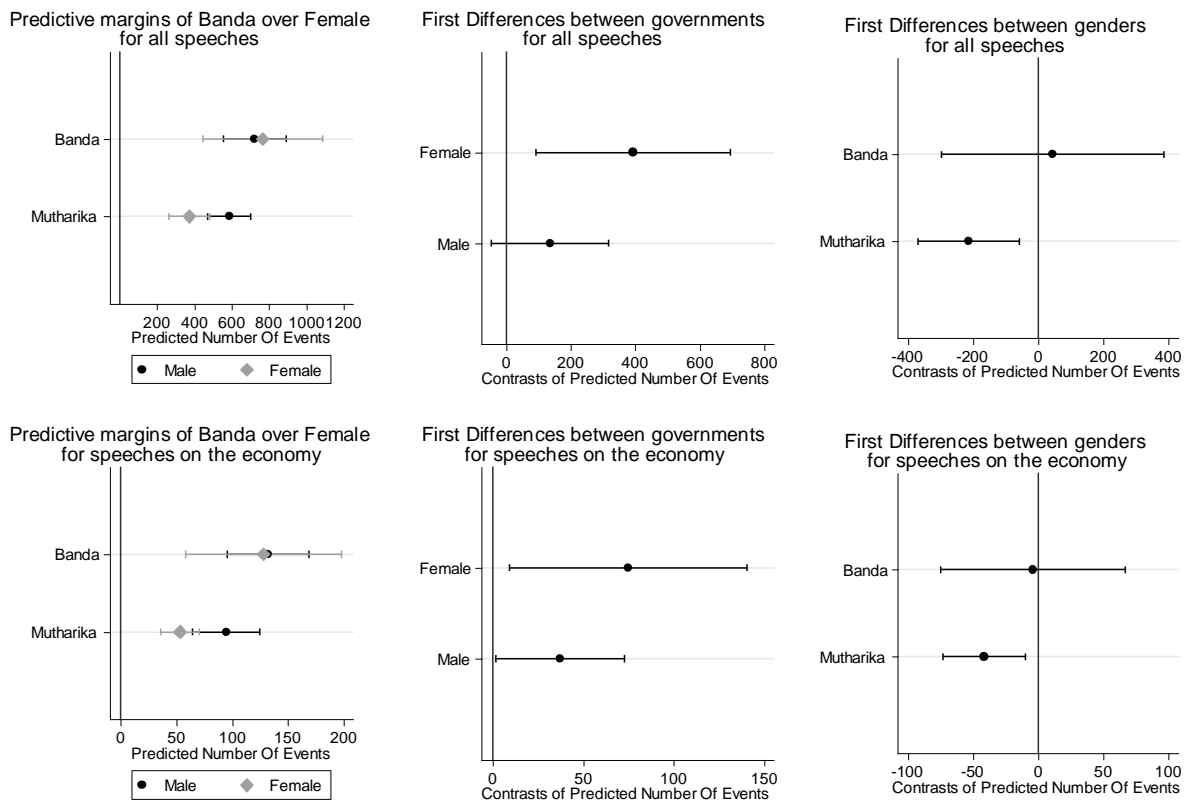 Predictive margins of Banda over Female
for all speeches
Banda
Mutharika
200 400 600 800 1000 1200
Predicted Number Of Events
Male Female
First Differences between governments
for all speeches
Female
Male
0 200 400 600 800
Contrasts of Predicted Number Of Events
First Differences between genders
for all speeches
Banda
Mutharika
-400 -200 0 200 400
Contrasts of Predicted Number Of Events
Predictive margins of Banda over Female
for speeches on the economy
Banda
Mutharika
0 50 100 150 200
Predicted Number Of Events
Male Female
First Differences between governments
for speeches on the economy
Female
Male
0 50 100 150
Contrasts of Predicted Number Of Events
First Differences between genders
for speeches on the economy
Banda
Mutharika
-100 -50 0 50 100
Contrasts of Predicted Number Of Events